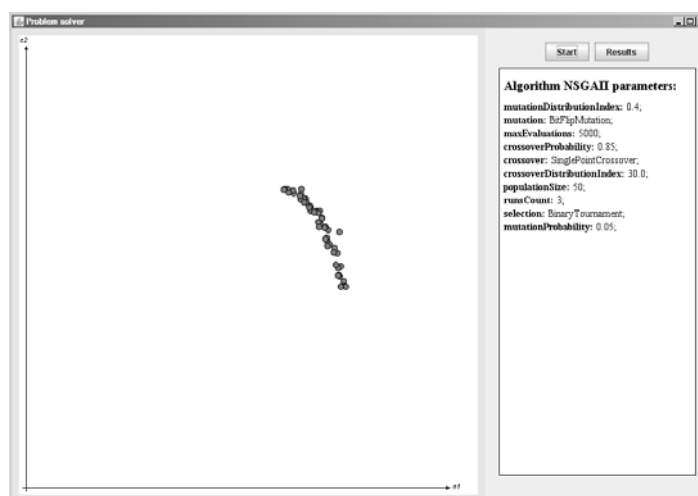 Problem solver
e2
Start
Results
Algorithm NSGAII parameters:
mutationDistributionIndex: 0.4;
mutation: BitFlipMutation;
maxEvaluations: 5000;
crossoverProbability: 0.85;
crossover: SinglePointCrossover;
crossoverDistributionIndex: 30.0;
populationSize: 50;
runsCount: 3;
selection: BinaryTournament;
mutationProbability: 0.05;
e1